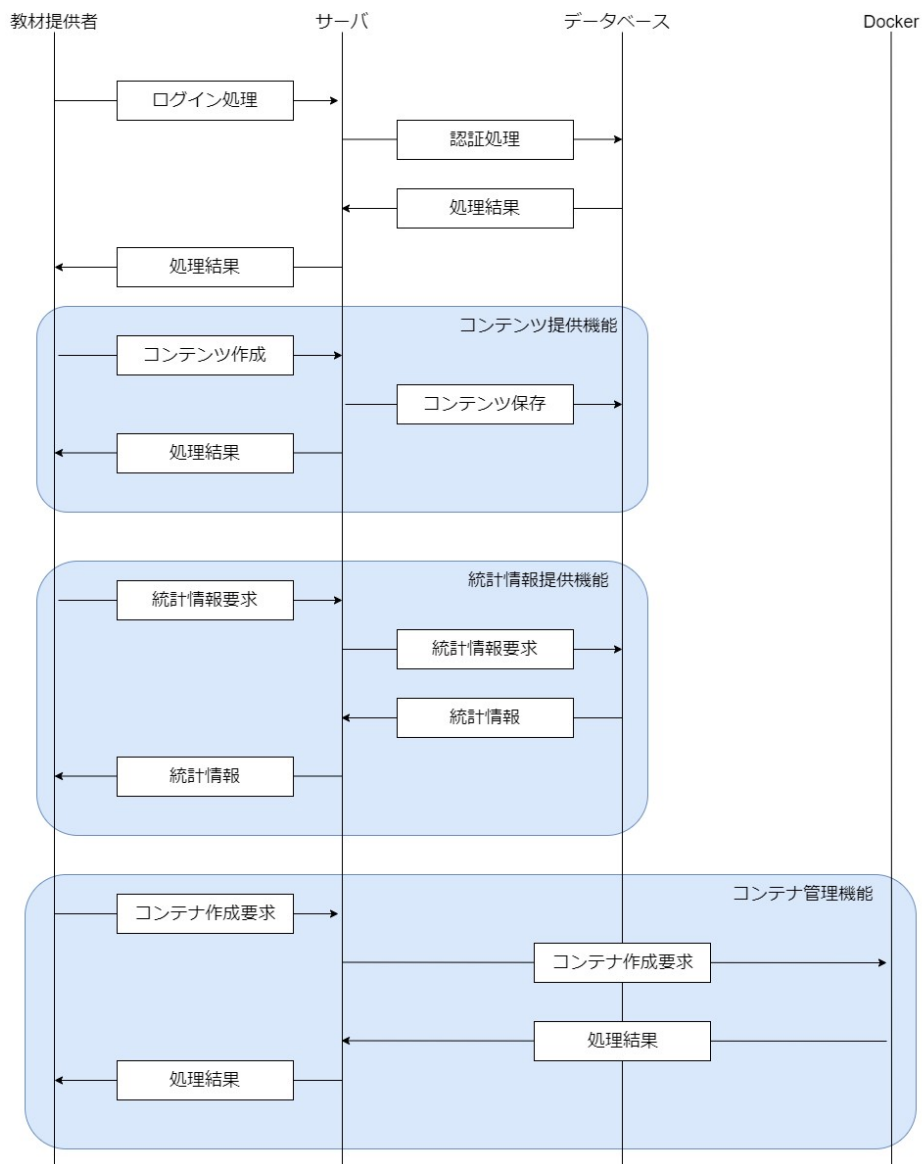 教材提供者
サーバ
データベース
Docker
ログイン処理
認証処理
処理結果
処理結果
コンテンツ提供機能
コンテンツ作成
コンテンツ保存
処理結果
統計情報提供機能
統計情報要求
統計情報要求
統計情報
統計情報
コンテナ管理機能
コンテナ作成要求
コンテナ作成要求
処理結果
処理結果